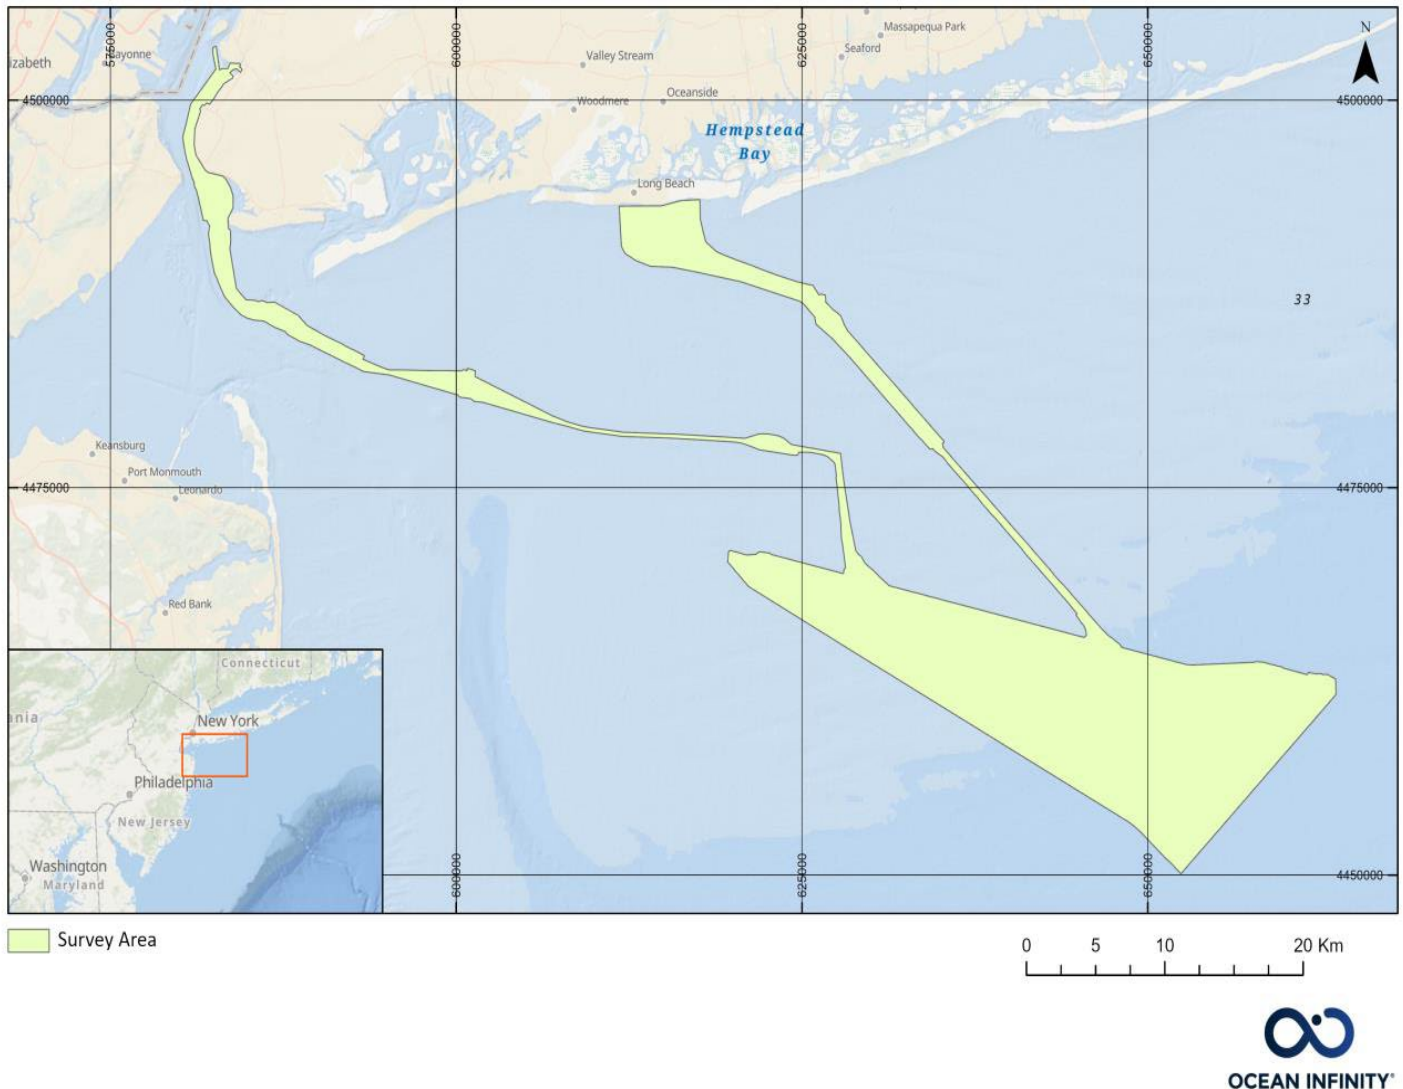 575000
600000
625000
650000
N
Massapequa Park
Seaford
Bayonne
izabeth
Valley Stream
Oceanside
Woodmere
4500000
4500000
Hempstead
Bay
Long Beach
33
Keansburg
Port Monmouth
Leonardo
4475000
4475000
Red Bank
Connecticut
ania
New York
Philadelphia
New Jersey
Washington
Maryland
600000
625000
650000
4450000
Survey Area
0 5 10 20 Km
OCEAN INFINITY®